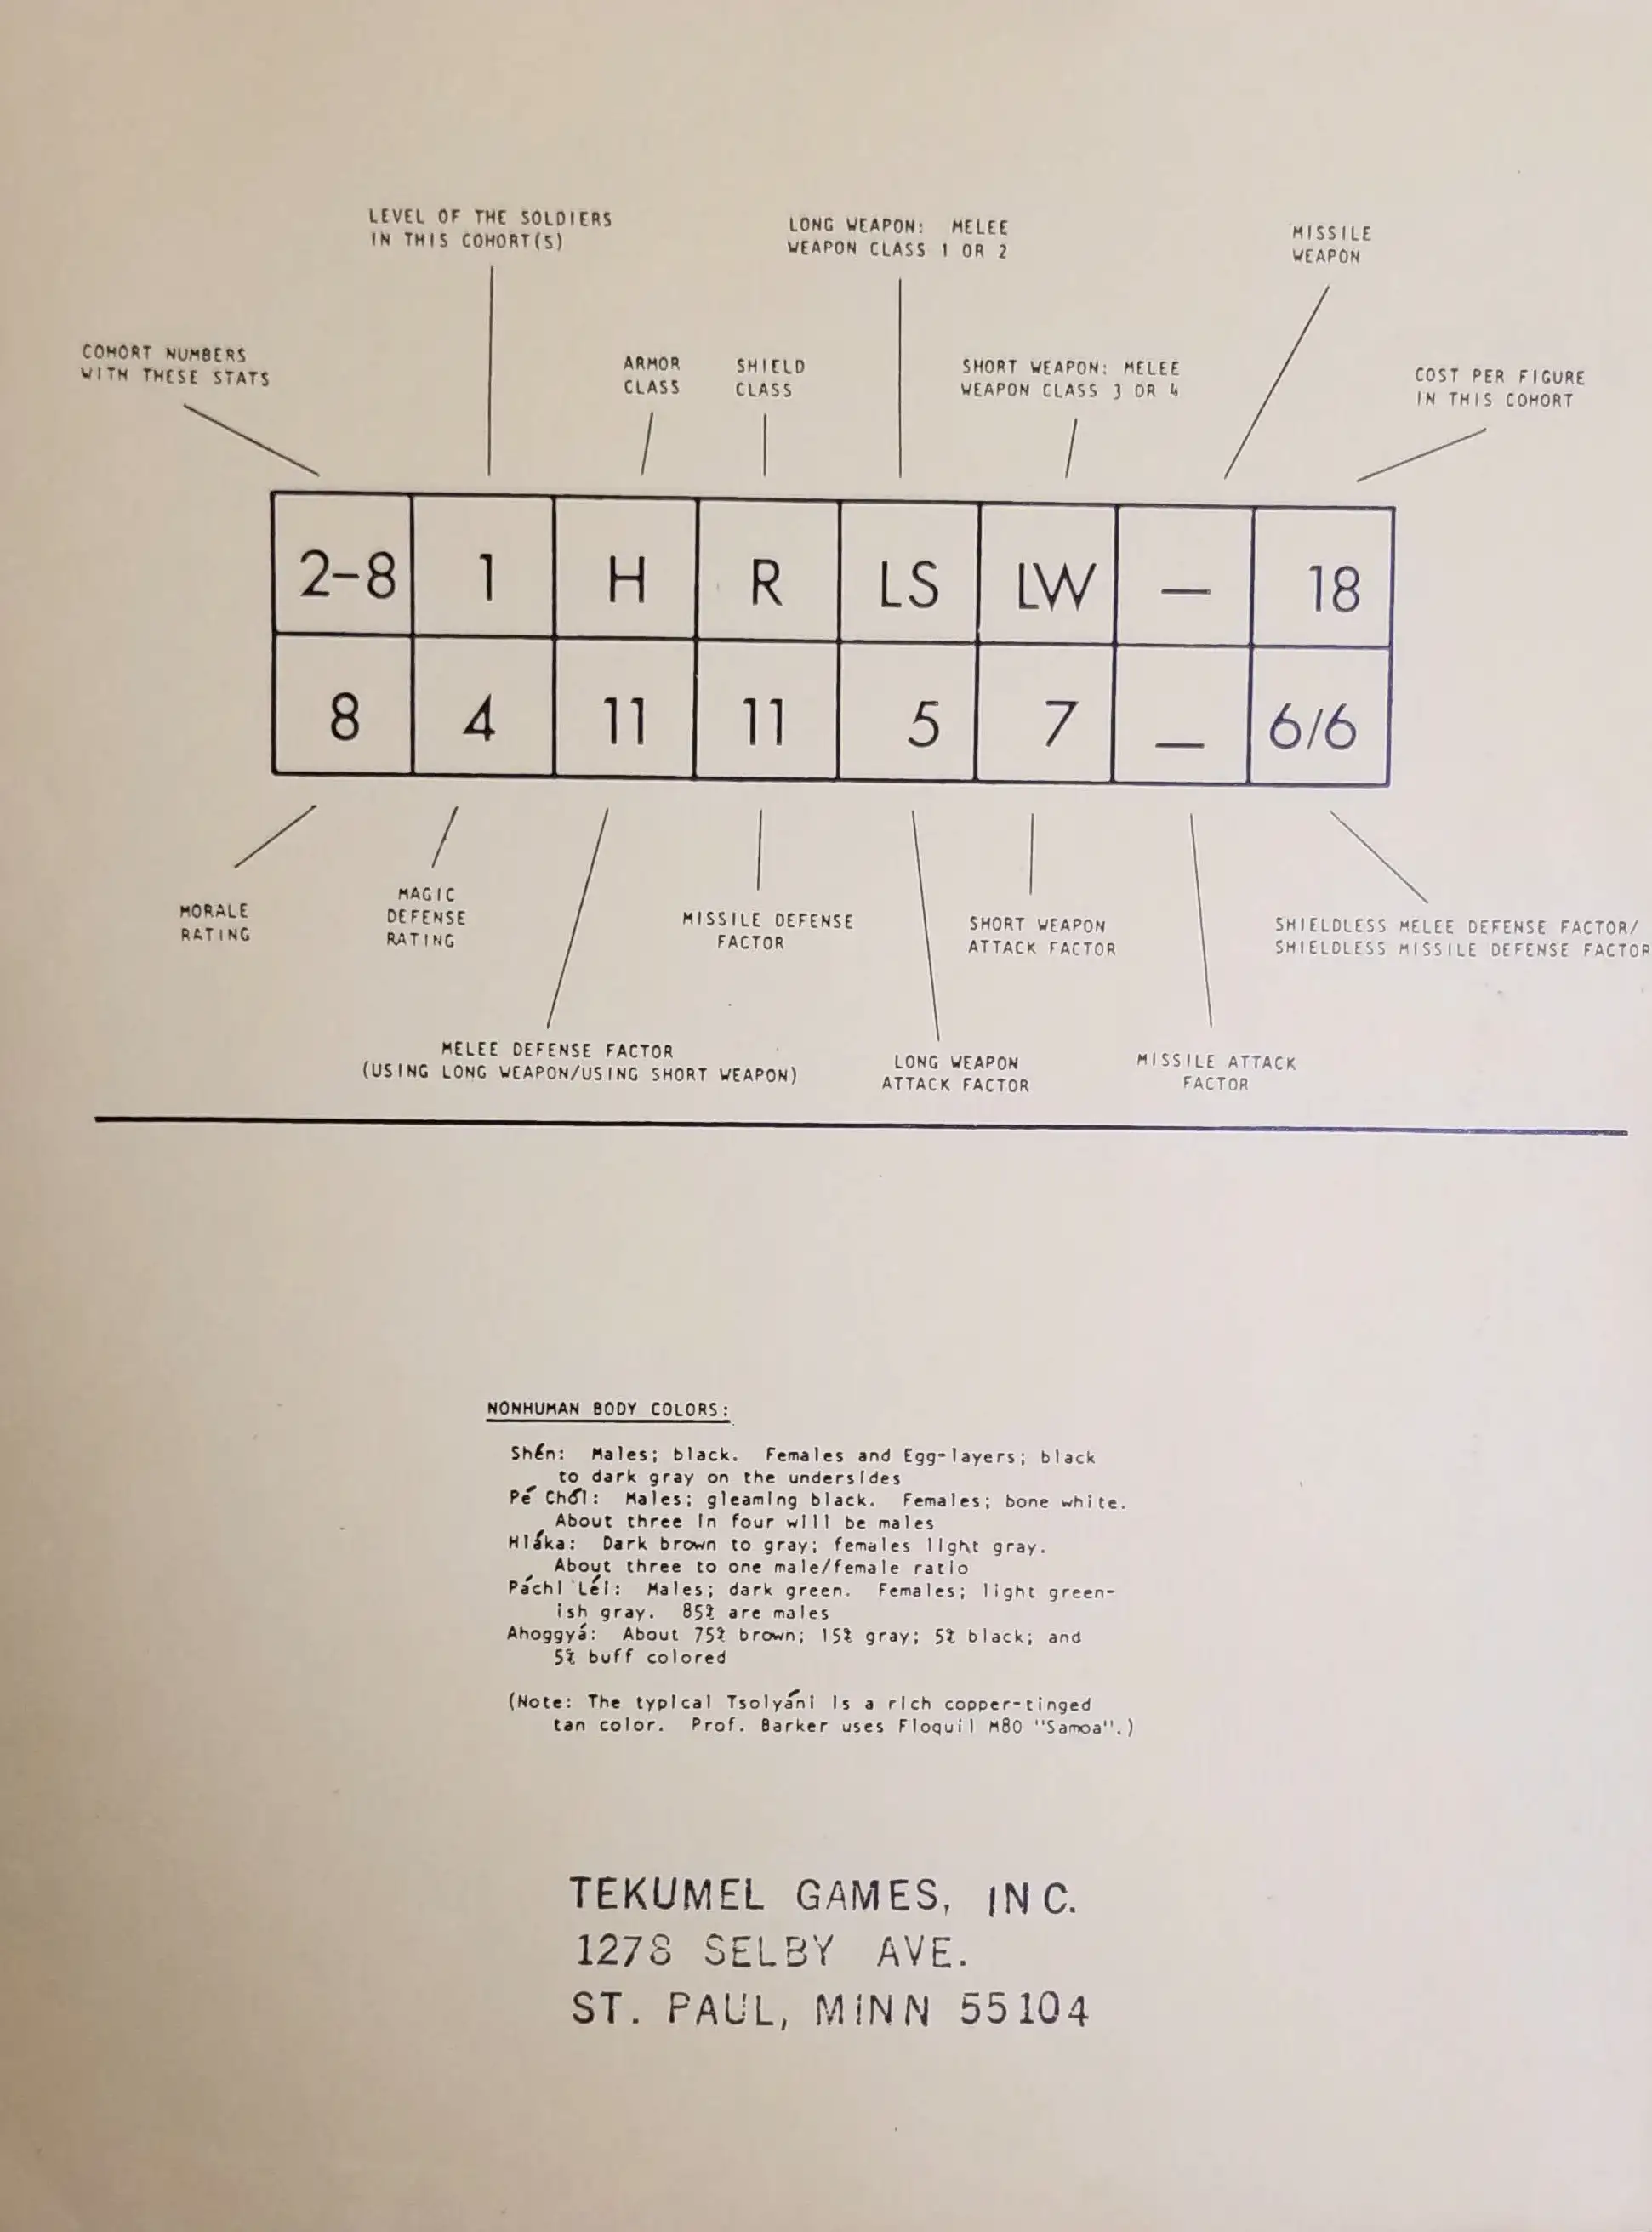 LEVEL OF THE SOLDIERS
IN THIS COHORT(S)
LONG WEAPON: MELEE
WEAPON CLASS 1 OR 2
MISSILE
WEAPON
COHORT NUMBERS
WITH THESE STATS
ARMOR
CLASS
SHIELD
CLASS
SHORT WEAPON: MELEE
WEAPON CLASS 3 OR 4
COST PER FIGURE
IN THIS COHORT
2-8 1 H R LS LW — 18
8 4 11 11 5 7 — 6/6
MORALE
RATING
MAGIC
DEFENSE
RATING
MISSILE DEFENSE
FACTOR
SHORT WEAPON
ATTACK FACTOR
SHIELDLESS MELEE DEFENSE FACTOR/
SHIELDLESS MISSILE DEFENSE FACTOR
MELEE DEFENSE FACTOR
(USING LONG WEAPON/USING SHORT WEAPON)
LONG WEAPON
ATTACK FACTOR
MISSILE ATTACK
FACTOR
NONHUMAN BODY COLORS:
Shén: Males; black. Females and Egg-layers; black
to dark gray on the undersides
Pé Chói: Males; gleaming black. Females; bone white.
About three in four will be males
Hláka: Dark brown to gray; females light gray.
About three to one male/female ratio
Páchi Léi: Males; dark green. Females; light green-
ish gray. 85% are males
Ahoggyá: About 75% brown; 15% gray; 5% black; and
5% buff colored
(Note: The typical Tsolyáni is a rich copper-tinged
tan color. Prof. Barker uses Floquil M80 "Samoa".)
TEKUMEL GAMES, INC.
1278 SELBY AVE.
ST. PAUL, MINN 55104